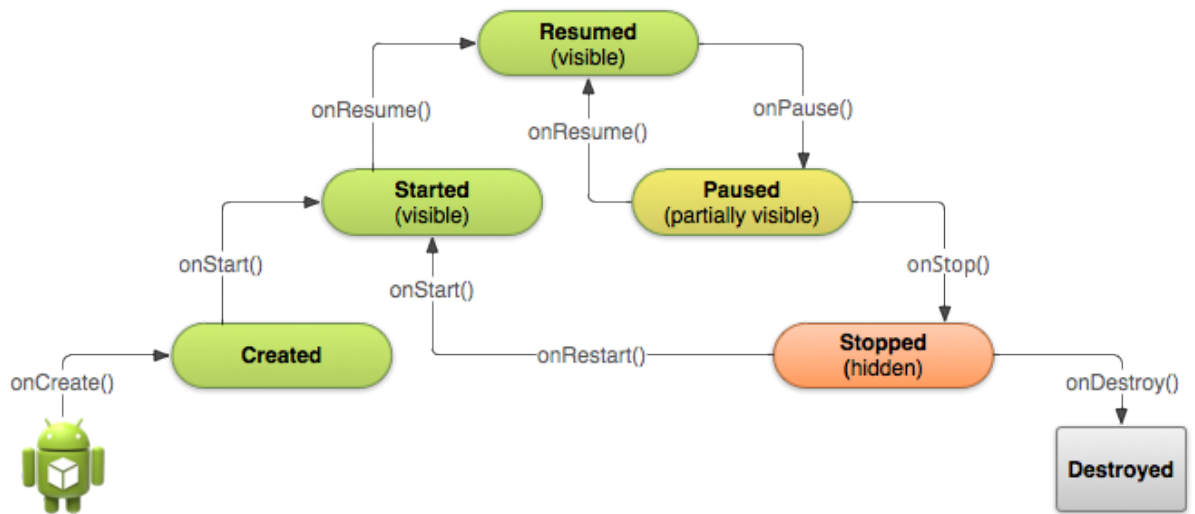 Resumed
(visible)
onResume()
onPause()
onResume()
Started
(visible)
Paused
(partially visible)
onStart()
onStop()
onStart()
Created
onRestart()
Stopped
(hidden)
onCreate()
onDestroy()
Destroyed